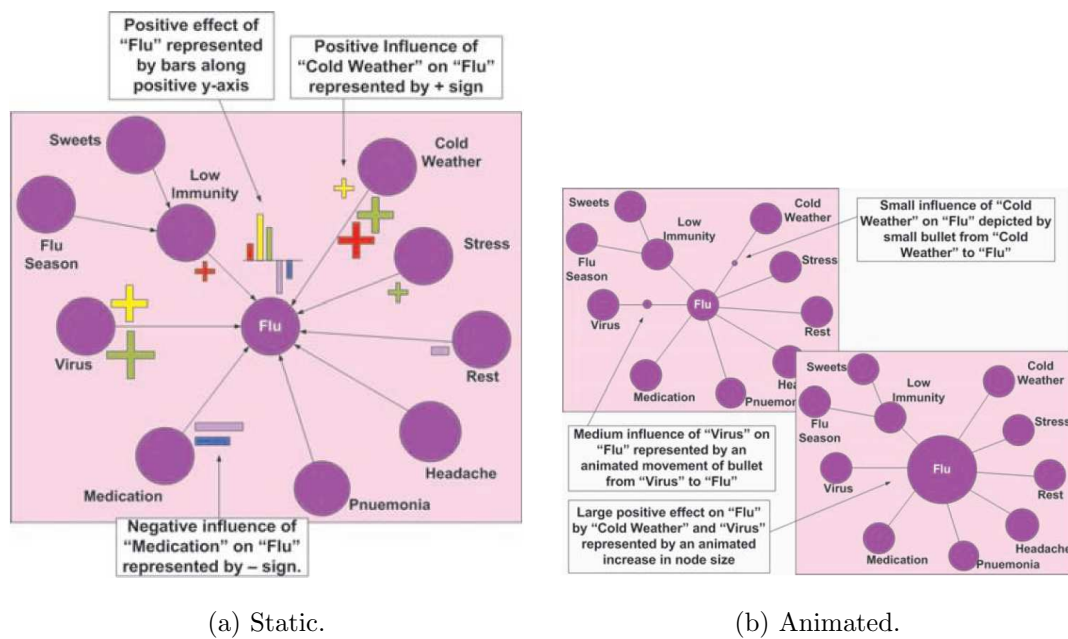 Positive effect of
“Flu” represented
by bars along
positive y-axis
Positive Influence of
“Cold Weather” on “Flu”
represented by + sign
Sweets
Low
Immunity
Cold
Weather
Flu
Season
Stress
Virus
Flu
Rest
Medication
Headache
Pnuemonia
Negative influence of
“Medication” on “Flu”
represented by – sign.
(a) Static.
Small influence of “Cold
Weather” on “Flu” depicted by
small bullet from “Cold
Weather” to “Flu”
Sweets
Low
Immunity
Cold
Weather
Flu
Season
Stress
Virus
Flu
Rest
Medication
Pnuemonia
Hea
Medium influence of “Virus” on
“Flu” represented by an
animated movement of bullet
from “Virus” to “Flu”
Large positive effect on “Flu”
by “Cold Weather” and “Virus”
represented by an animated
increase in node size
Sweets
Low
Immunity
Cold
Weather
Flu
Season
Stress
Virus
Flu
Rest
Medication
Headache
Pnuemonia
(b) Animated.